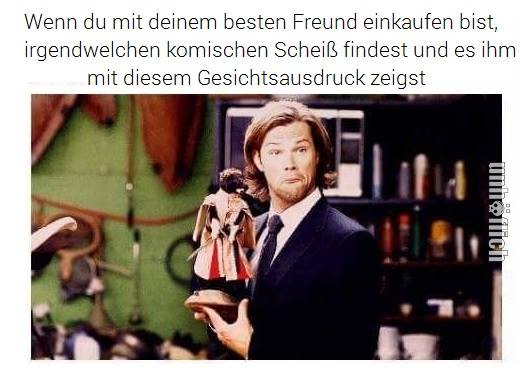 Wenn du mit deinem besten Freund einkaufen bist,
irgendwelchen komischen Scheiß findest und es ihm
mit diesem Gesichtsausdruck zeigst
unhöflich